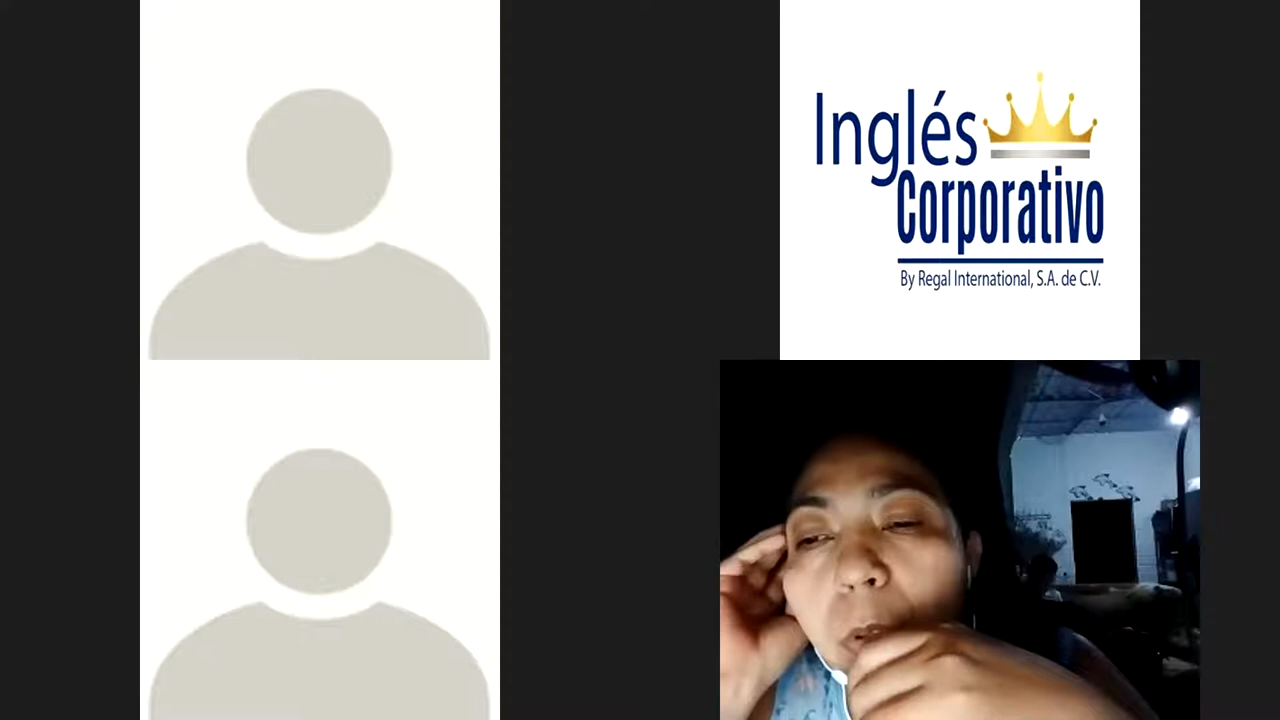 Inglés
Corporativo
By Regal International, S.A. de C.V.